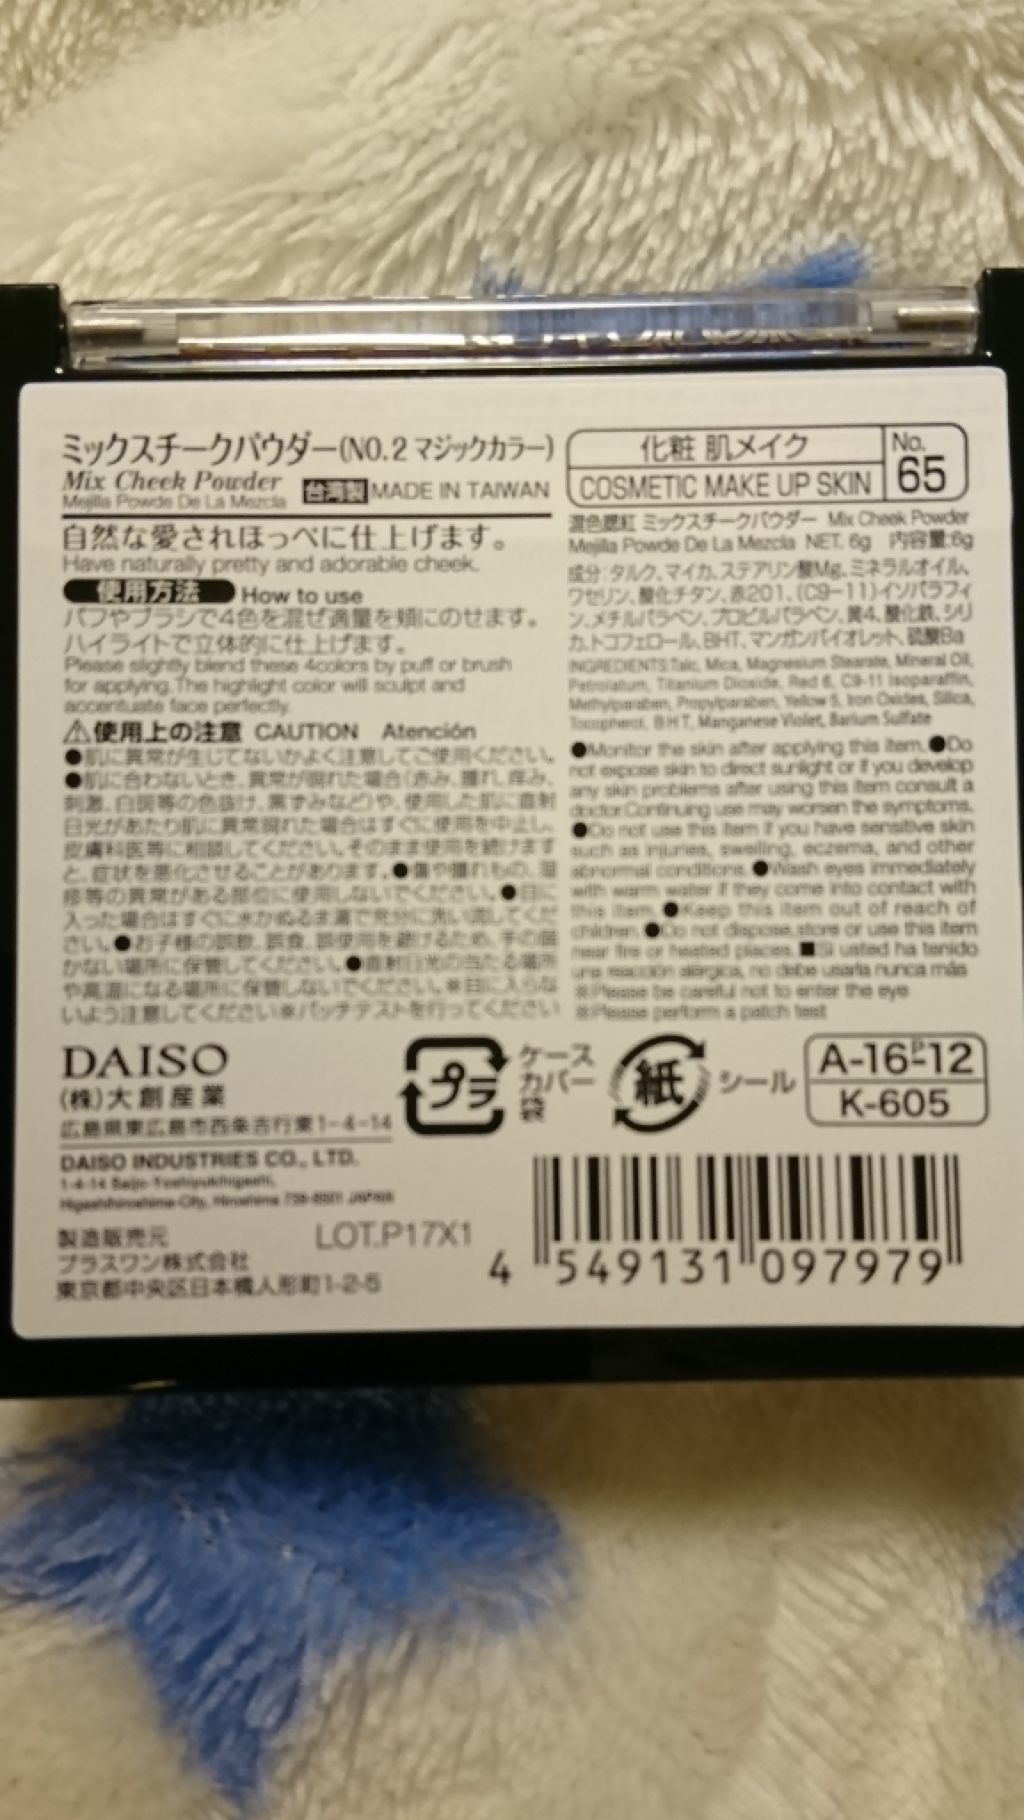 ミックスチークパウダー(NO.2 マジックカラー)
Mix Cheek Powder
Mejilla Powde De La Mezcla 台湾製 MADE IN TAIWAN
自然な愛されほっぺに仕上げます。
Have naturally pretty and adorable cheek.
使用方法 How to use
パフやブラシで4色を混ぜ適量を頬にのせます。
ハイライトで立体的に仕上げます。
Please slightly blend these 4colors by puff or brush
for applying.The highlight color will sculpt and
accentuate face perfectly.
⚠使用上の注意 CAUTION Atención
●肌に異常が生じてないかよく注意してご使用ください。
●肌に合わないとき、異常が現れた場合(赤み、腫れ、痒み、
刺激、白斑等の色抜け、黒ずみなど)や、使用した肌に直射
日光があたり肌に異常現れた場合はすぐに使用を中止し、
皮膚科医等に相談してください。そのまま使用を続けます
と、症状を悪化させることがあります。●傷や腫れもの、湿
疹等の異常がある部位に使用しないでください。●目に
入った場合はすぐに水かぬるま湯で充分に洗い流してくだ
さい。●お子様の誤飲、誤食、誤使用を避けるため、手の届
かない場所に保管してください。●直射日光の当たる場所
や高温になる場所に保管しないでください。※目に入らな
いよう注意してください※パッチテストを行ってください
化粧 肌メイク
COSMETIC MAKE UP SKIN
No.
65
混色腮紅 ミックスチークパウダー Mix Cheek Powder
Mejilla Powde De La Mezcla NET. 6g 内容量:6g
成分:タルク、マイカ、ステアリン酸Mg、ミネラルオイル、
ワセリン、酸化チタン、赤201、(C9-11)イソパラフィ
ン、メチルパラベン、プロピルパラベン、黄4、酸化鉄、シリ
カ、トコフェロール、BHT、マンガンバイオレット、硫酸Ba
INGREDIENTS:Talc, Mica, Magnesium Stearate, Mineral Oil,
Petrolatum, Titanium Dioxide, Red 6, C9-11 Isoparaffin,
Methylparaben, Propylparaben, Yellow 5, Iron Oxides, Silica,
Tocopherol, B.H.T, Manganese Violet, Barium Sulfate
●Monitor the skin after applying this item.●Do
not expose skin to direct sunlight or if you develop
any skin problems after using this item consult a
doctor.Continuing use may worsen the symptoms.
●Do not use this item if you have sensitive skin
such as injuries, swelling, eczema, and other
abnormal conditions. ●Wash eyes immediately
with warm water if they come into contact with
this item.●Keep this item out of reach of
children.●Do not dispose,store or use this item
near fire or heated places.■Si usted ha tenido
una reacción alérgica, no debe usarla nunca más
※Please be careful not to enter the eye
※Please perform a patch test
DAISO
(株)大創産業
広島県東広島市西条吉行東1-4-14
DAISO INDUSTRIES CO., LTD.
1-4-14 Saijo-Yoshiyukihigashi,
Higashihiroshima-City, Hiroshima 739-8501 JAPAN
製造販売元
プラスワン株式会社
東京都中央区日本橋人形町1-2-5
LOT.P17X1
プラ
ケース
カバー
袋
紙
シール
A-16-P-12
K-605
4 549131 097979